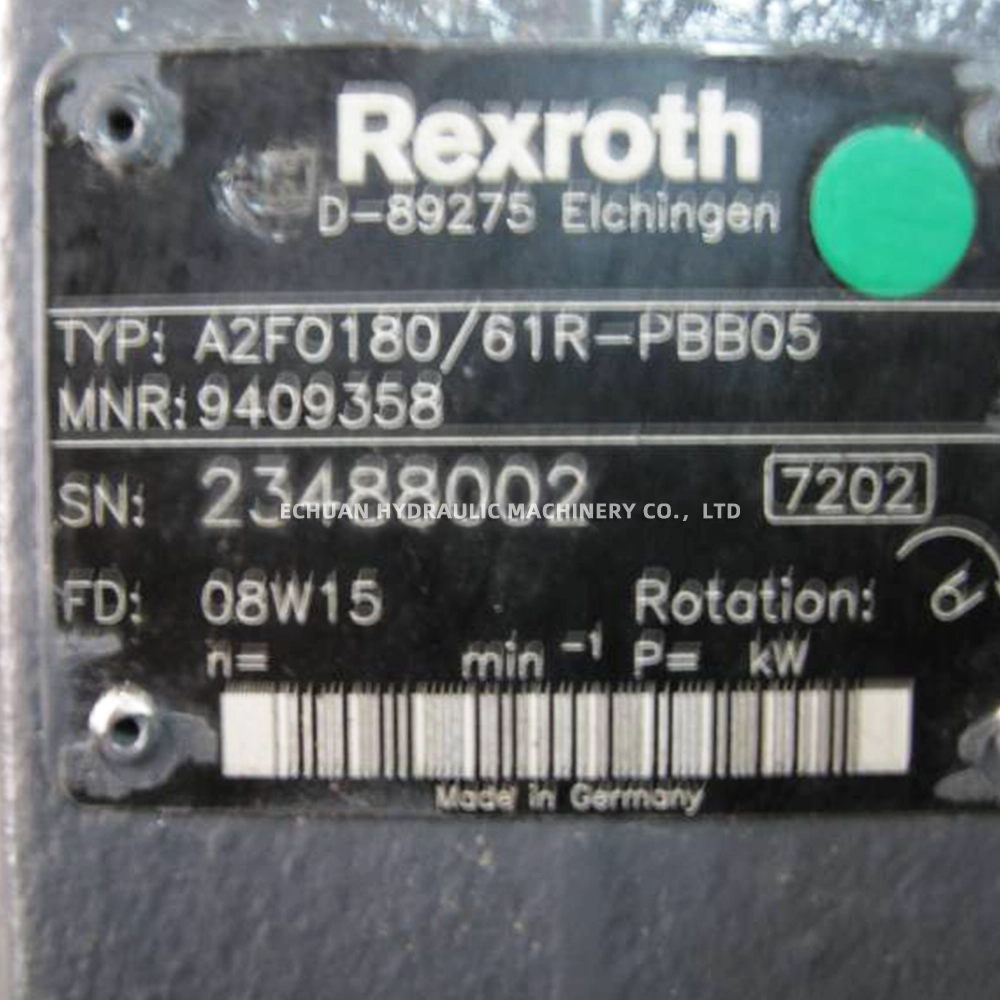 Rexroth
D-89275 Elchingen
TYP: A2FO180/61R-PBB05
MNR: 9409358
SN: 23488002 7202
ECHUAN HYDRAULIC MACHINERY CO., LTD
FD: 08W15 Rotation:
n= min -1 P= kW
Made in Germany